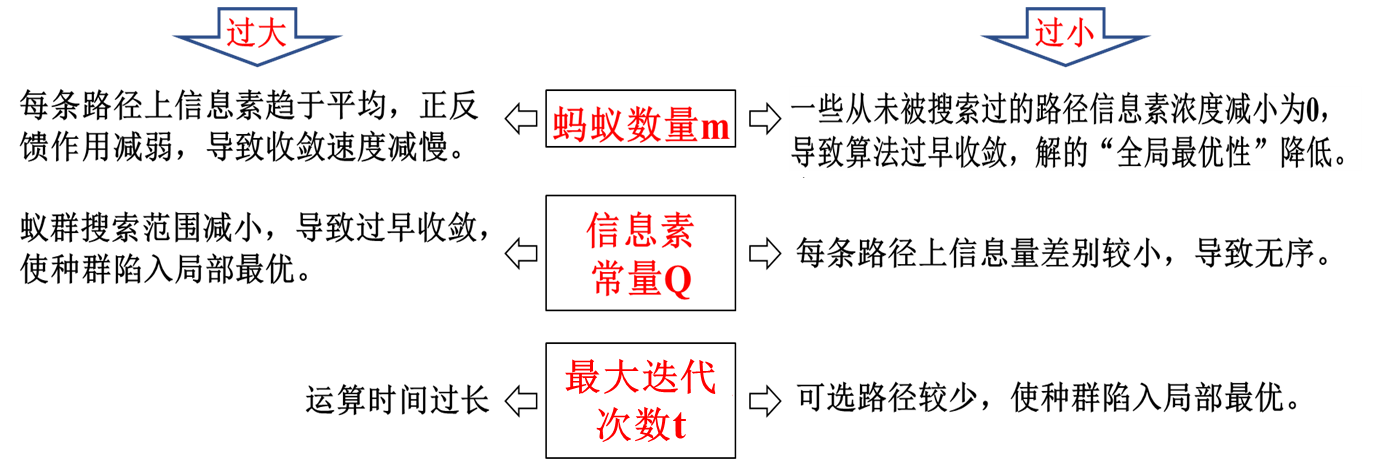 过大
过小
每条路径上信息素趋于平均，正反
馈作用减弱，导致收敛速度减慢。
蚂蚁数量m
一些从未被搜索过的路径信息素浓度减小为0，
导致算法过早收敛，解的“全局最优性”降低。
蚁群搜索范围减小，导致过早收敛，
使种群陷入局部最优。
信息素
常量Q
每条路径上信息量差别较小，导致无序。
运算时间过长
最大迭代
次数t
可选路径较少，使种群陷入局部最优。